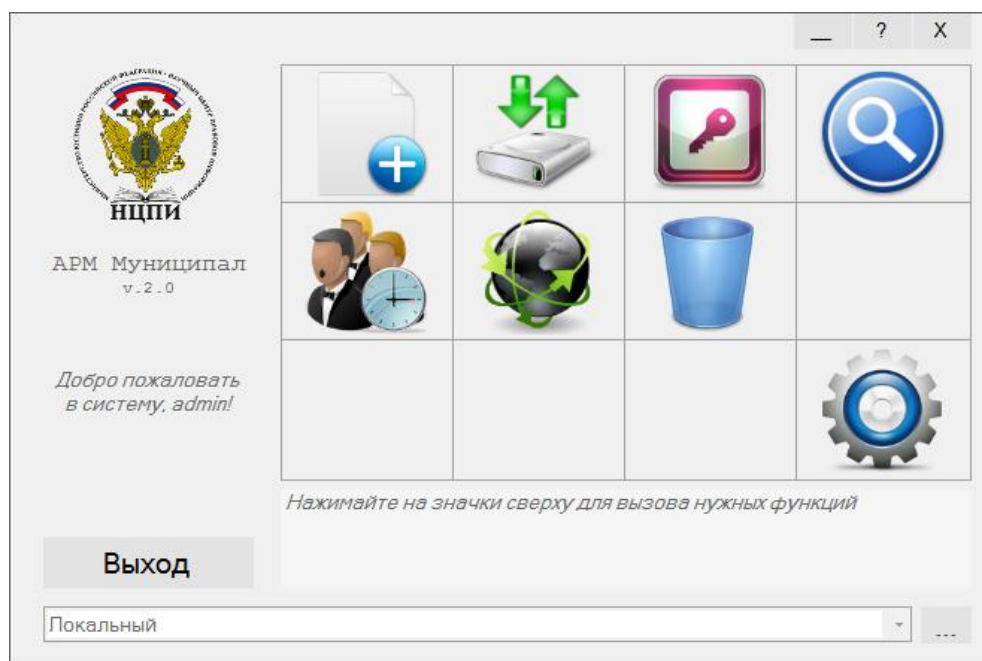 __ ? X
НЦПИ
АРМ Муниципал
v.2.0
Добро пожаловать
в систему, admin!
Нажимайте на значки сверху для вызова нужных функций
Выход
Локальный
...